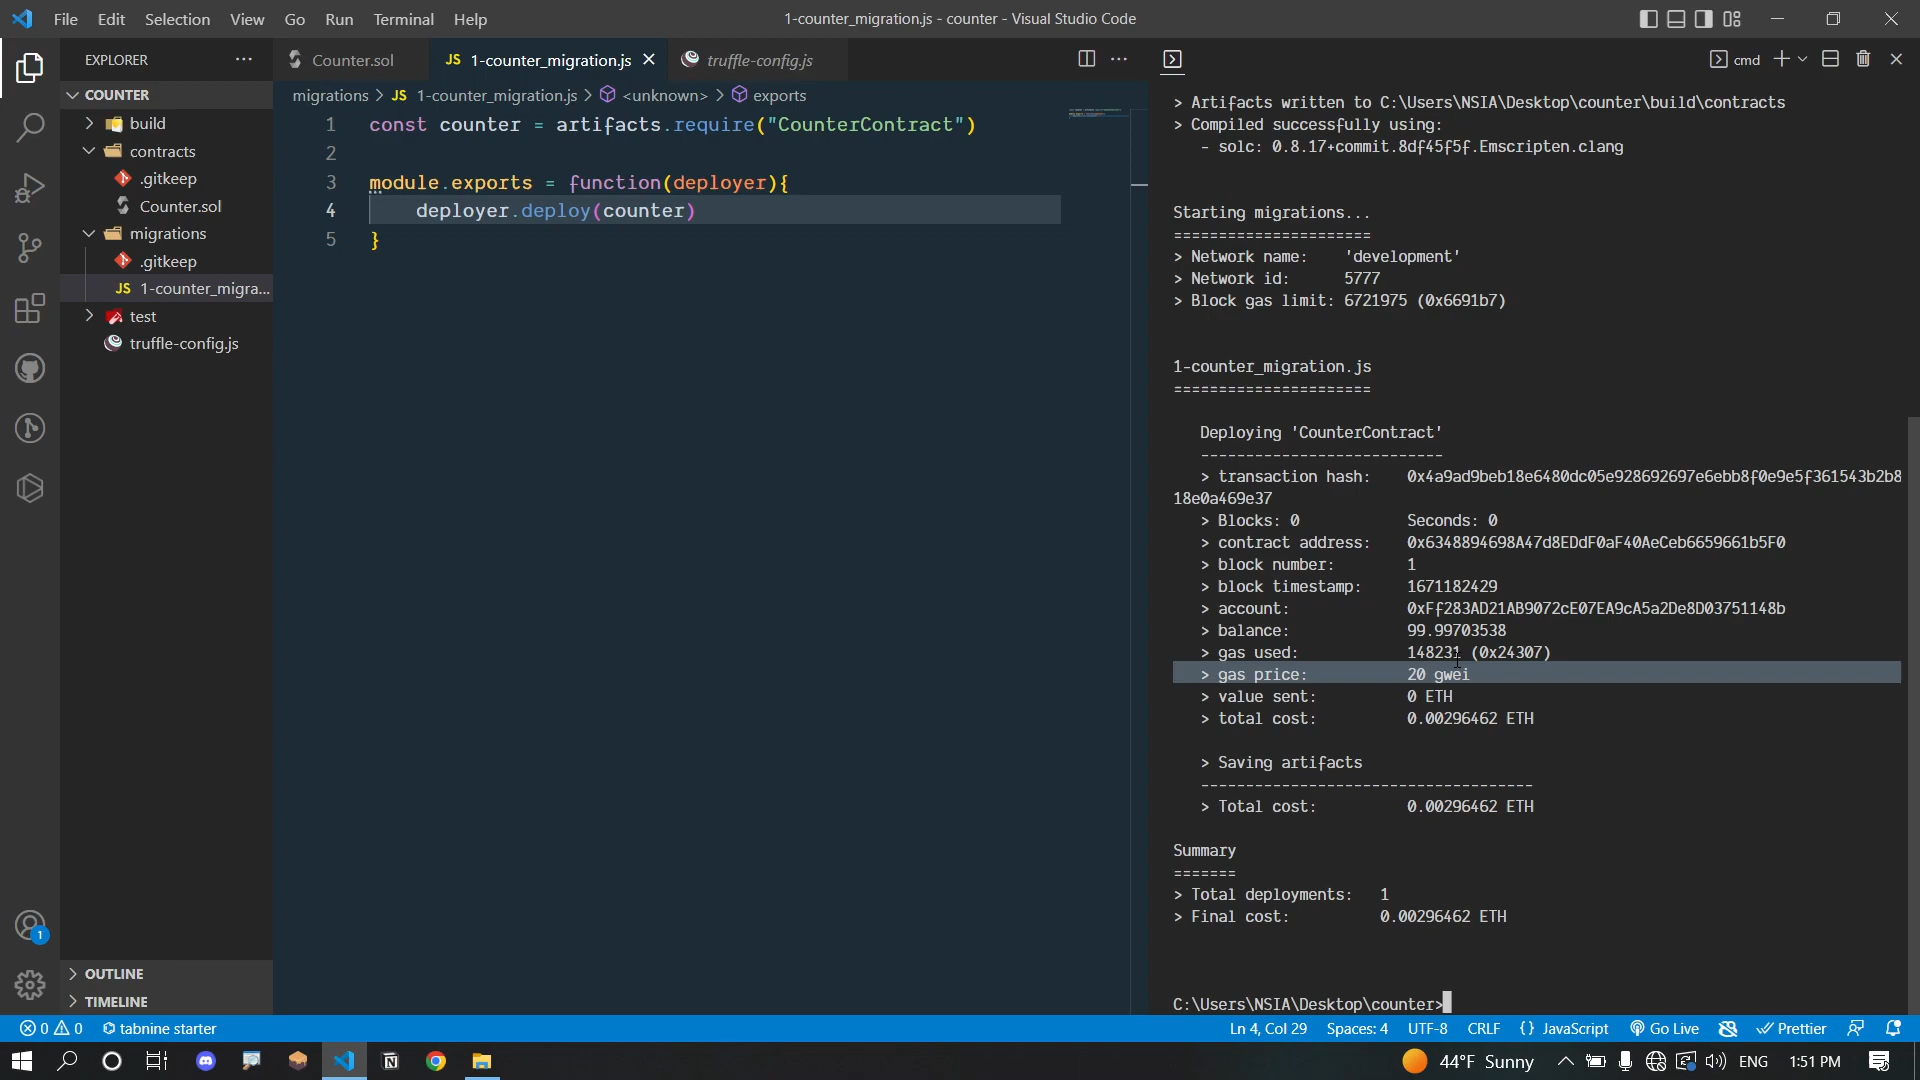 File Edit Selection View Go Run Terminal Help
1-counter_migration.js - counter - Visual Studio Code
EXPLORER
COUNTER
build
contracts
.gitkeep
Counter.sol
migrations
.gitkeep
JS 1-counter_migra...
test
truffle-config.js
OUTLINE
TIMELINE
1
Counter.sol
JS 1-counter_migration.js
truffle-config.js
migrations > JS 1-counter_migration.js > <unknown> > exports
1 const counter = artifacts.require("CounterContract")
2
3 module.exports = function(deployer){
4 deployer.deploy(counter)
5 }
cmd
> Artifacts written to C:\Users\NSIA\Desktop\counter\build\contracts
> Compiled successfully using:
- solc: 0.8.17+commit.8df45f5f.Emscripten.clang
Starting migrations...
======================
> Network name: 'development'
> Network id: 5777
> Block gas limit: 6721975 (0x6691b7)
1-counter_migration.js
======================
Deploying 'CounterContract'
---------------------------
> transaction hash: 0x4a9ad9beb18e6480dc05e928692697e6ebb8f0e9e5f361543b2b8
18e0a469e37
> Blocks: 0 Seconds: 0
> contract address: 0x6348894698A47d8EDdF0aF40AeCeb6659661b5F0
> block number: 1
> block timestamp: 1671182429
> account: 0xFf283AD21AB9072cE07EA9cA5a2De8D03751148b
> balance: 99.99703538
> gas used: 148231 (0x24307)
> gas price: 20 gwei
> value sent: 0 ETH
> total cost: 0.00296462 ETH
> Saving artifacts
-------------------------------------
> Total cost: 0.00296462 ETH
Summary
=======
> Total deployments: 1
> Final cost: 0.00296462 ETH
C:\Users\NSIA\Desktop\counter>
0 0 tabnine starter
Ln 4, Col 29 Spaces: 4 UTF-8 CRLF {} JavaScript Go Live Prettier
44°F Sunny ENG 1:51 PM